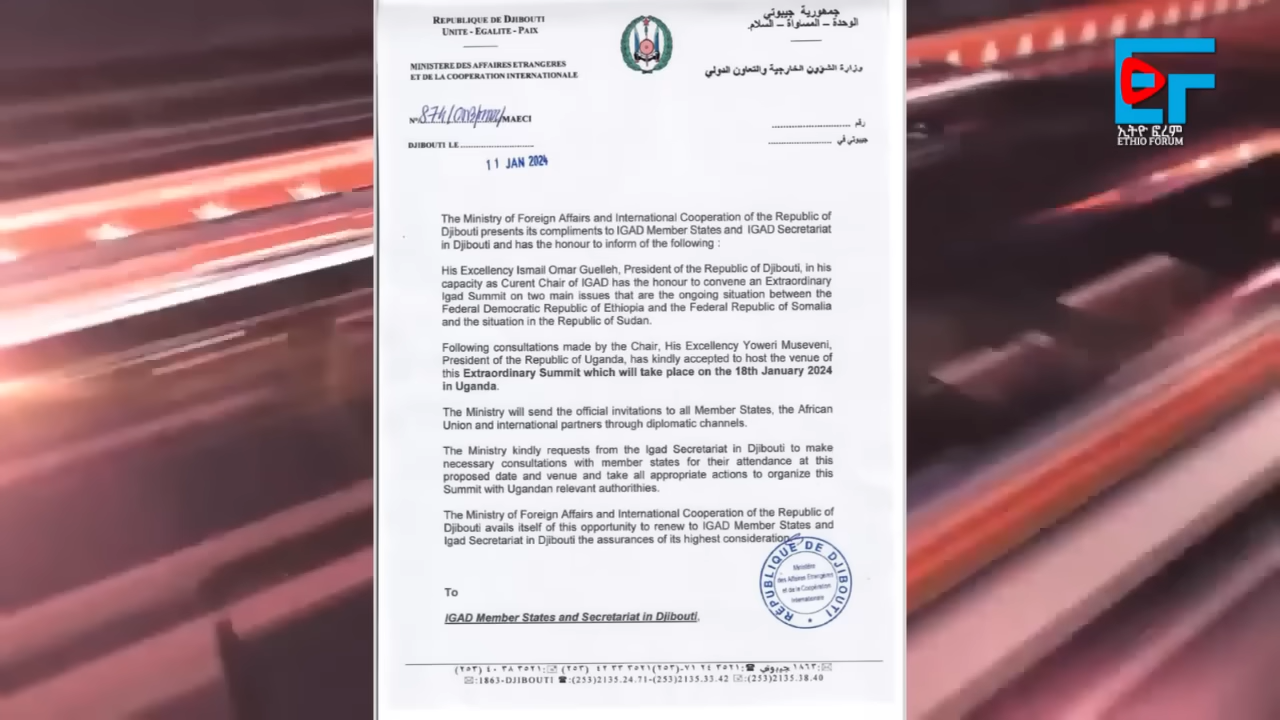 REPUBLIQUE DE DJIBOUTI
UNITE - EGALITE - PAIX
MINISTERE DES AFFAIRES ETRANGERES
ET DE LA COOPERATION INTERNATIONALE
جمهورية جيبوتي
الوحدة – المساواة – السلام
وزارة الشؤون الخارجية والتعاون الدولي
N° /MAECI
رقم
DJIBOUTI LE
جيبوتي في
11 JAN 2024
The Ministry of Foreign Affairs and International Cooperation of the Republic of
Djibouti presents its compliments to IGAD Member States and IGAD Secretariat
in Djibouti and has the honour to inform of the following :
His Excellency Ismail Omar Guelleh, President of the Republic of Djibouti, in his
capacity as Curent Chair of IGAD has the honour to convene an Extraordinary
Igad Summit on two main issues that are the ongoing situation between the
Federal Democratic Republic of Ethiopia and the Federal Republic of Somalia
and the situation in the Republic of Sudan.
Following consultations made by the Chair, His Excellency Yoweri Museveni,
President of the Republic of Uganda, has kindly accepted to host the venue of
this Extraordinary Summit which will take place on the 18th January 2024
in Uganda.
The Ministry will send the official invitations to all Member States, the African
Union and international partners through diplomatic channels.
The Ministry kindly requests from the Igad Secretariat in Djibouti to make
necessary consultations with member states for their attendance at this
proposed date and venue and take all appropriate actions to organize this
Summit with Ugandan relevant authorithies.
The Ministry of Foreign Affairs and International Cooperation of the Republic of
Djibouti avails itself of this opportunity to renew to IGAD Member States and
Igad Secretariat in Djibouti the assurances of its highest consideration
REPUBLIQUE DE DJIBOUTI
Ministère
des Affaires Etrangères
et de la Coopération
Internationale
To
IGAD Member States and Secretariat in Djibouti,
:1863-DJIBOUTI ☎:(253)2135.24.71-(253)2135.33.42 :(253)2135.38.40
EF
ኢትዮ ፎረም
ETHIO FORUM